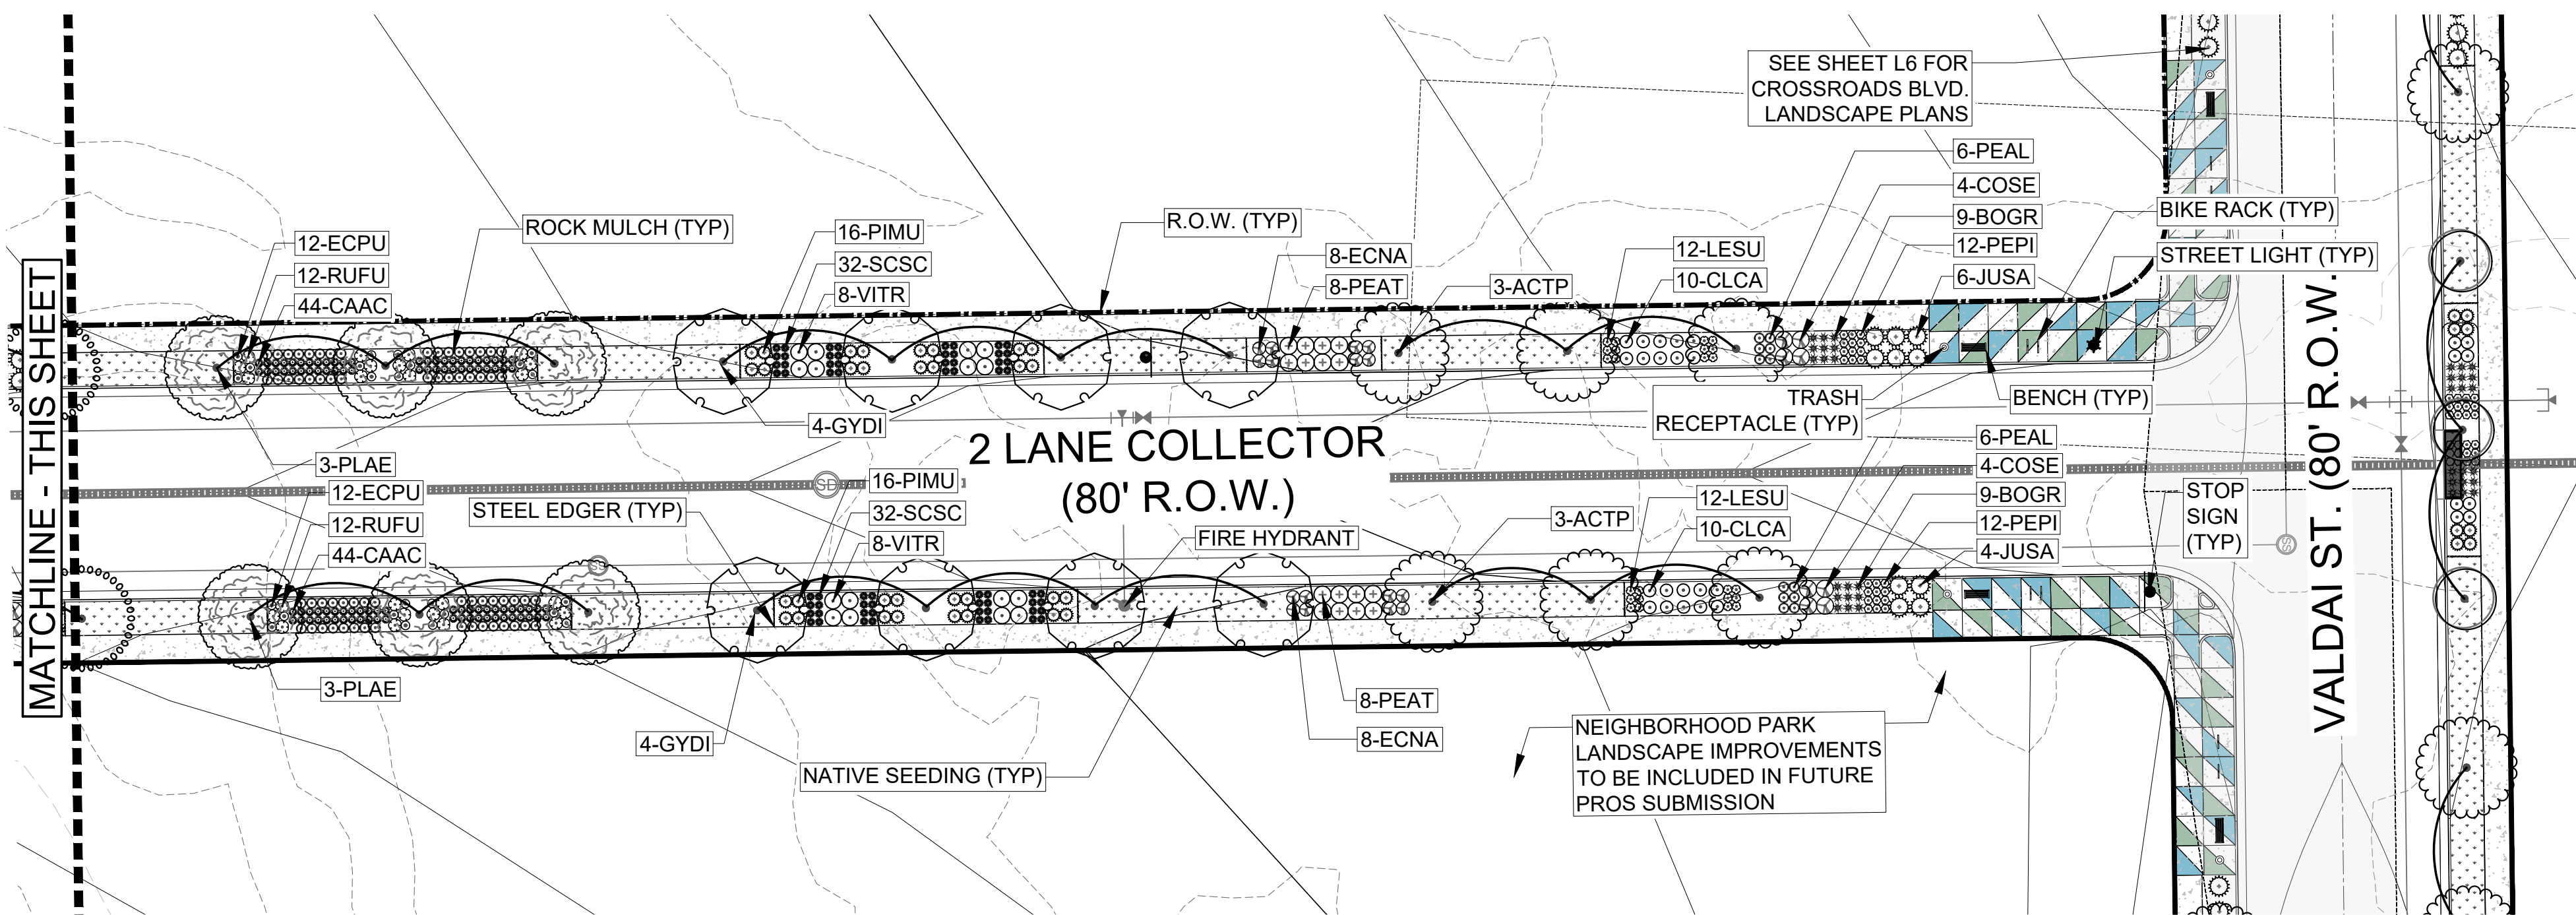 SEE SHEET L6 FOR
CROSSROADS BLVD.
LANDSCAPE PLANS
6-PEAL
4-COSE
9-BOGR
12-PEPI
6-JUSA
BIKE RACK (TYP)
STREET LIGHT (TYP)
12-ECPU
12-RUFU
44-CAAC
ROCK MULCH (TYP)
16-PIMU
32-SCSC
8-VITR
R.O.W. (TYP)
8-ECNA
8-PEAT
3-ACTP
12-LESU
10-CLCA
MATCHLINE - THIS SHEET
4-GYDI
TRASH
RECEPTACLE (TYP)
BENCH (TYP)
2 LANE COLLECTOR
(80' R.O.W.)
VALDAI ST. (80' R.O.W.
3-PLAE
12-ECPU
12-RUFU
44-CAAC
STEEL EDGER (TYP)
SD
16-PIMU
32-SCSC
8-VITR
FIRE HYDRANT
3-ACTP
12-LESU
10-CLCA
6-PEAL
4-COSE
9-BOGR
12-PEPI
4-JUSA
STOP
SIGN
(TYP)
SS
3-PLAE
4-GYDI
NATIVE SEEDING (TYP)
8-PEAT
8-ECNA
NEIGHBORHOOD PARK
LANDSCAPE IMPROVEMENTS
TO BE INCLUDED IN FUTURE
PROS SUBMISSION